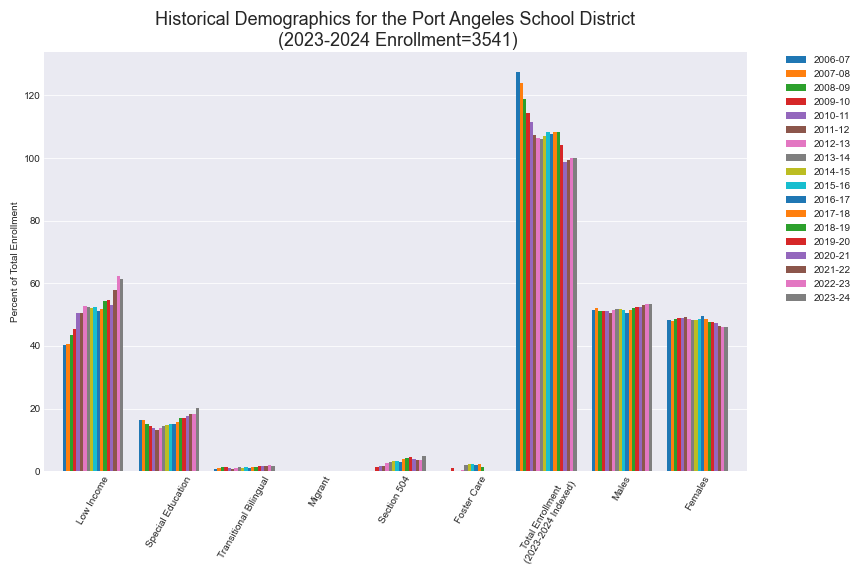 Historical Demographics for the Port Angeles School District
(2023-2024 Enrollment=3541)
Percent of Total Enrollment
120
100
80
60
40
20
0
Low Income
Special Education
Transitional Bilingual
Migrant
Section 504
Foster Care
Total Enrollment
(2023-2024 Indexed)
Males
Females
2006-07
2007-08
2008-09
2009-10
2010-11
2011-12
2012-13
2013-14
2014-15
2015-16
2016-17
2017-18
2018-19
2019-20
2020-21
2021-22
2022-23
2023-24